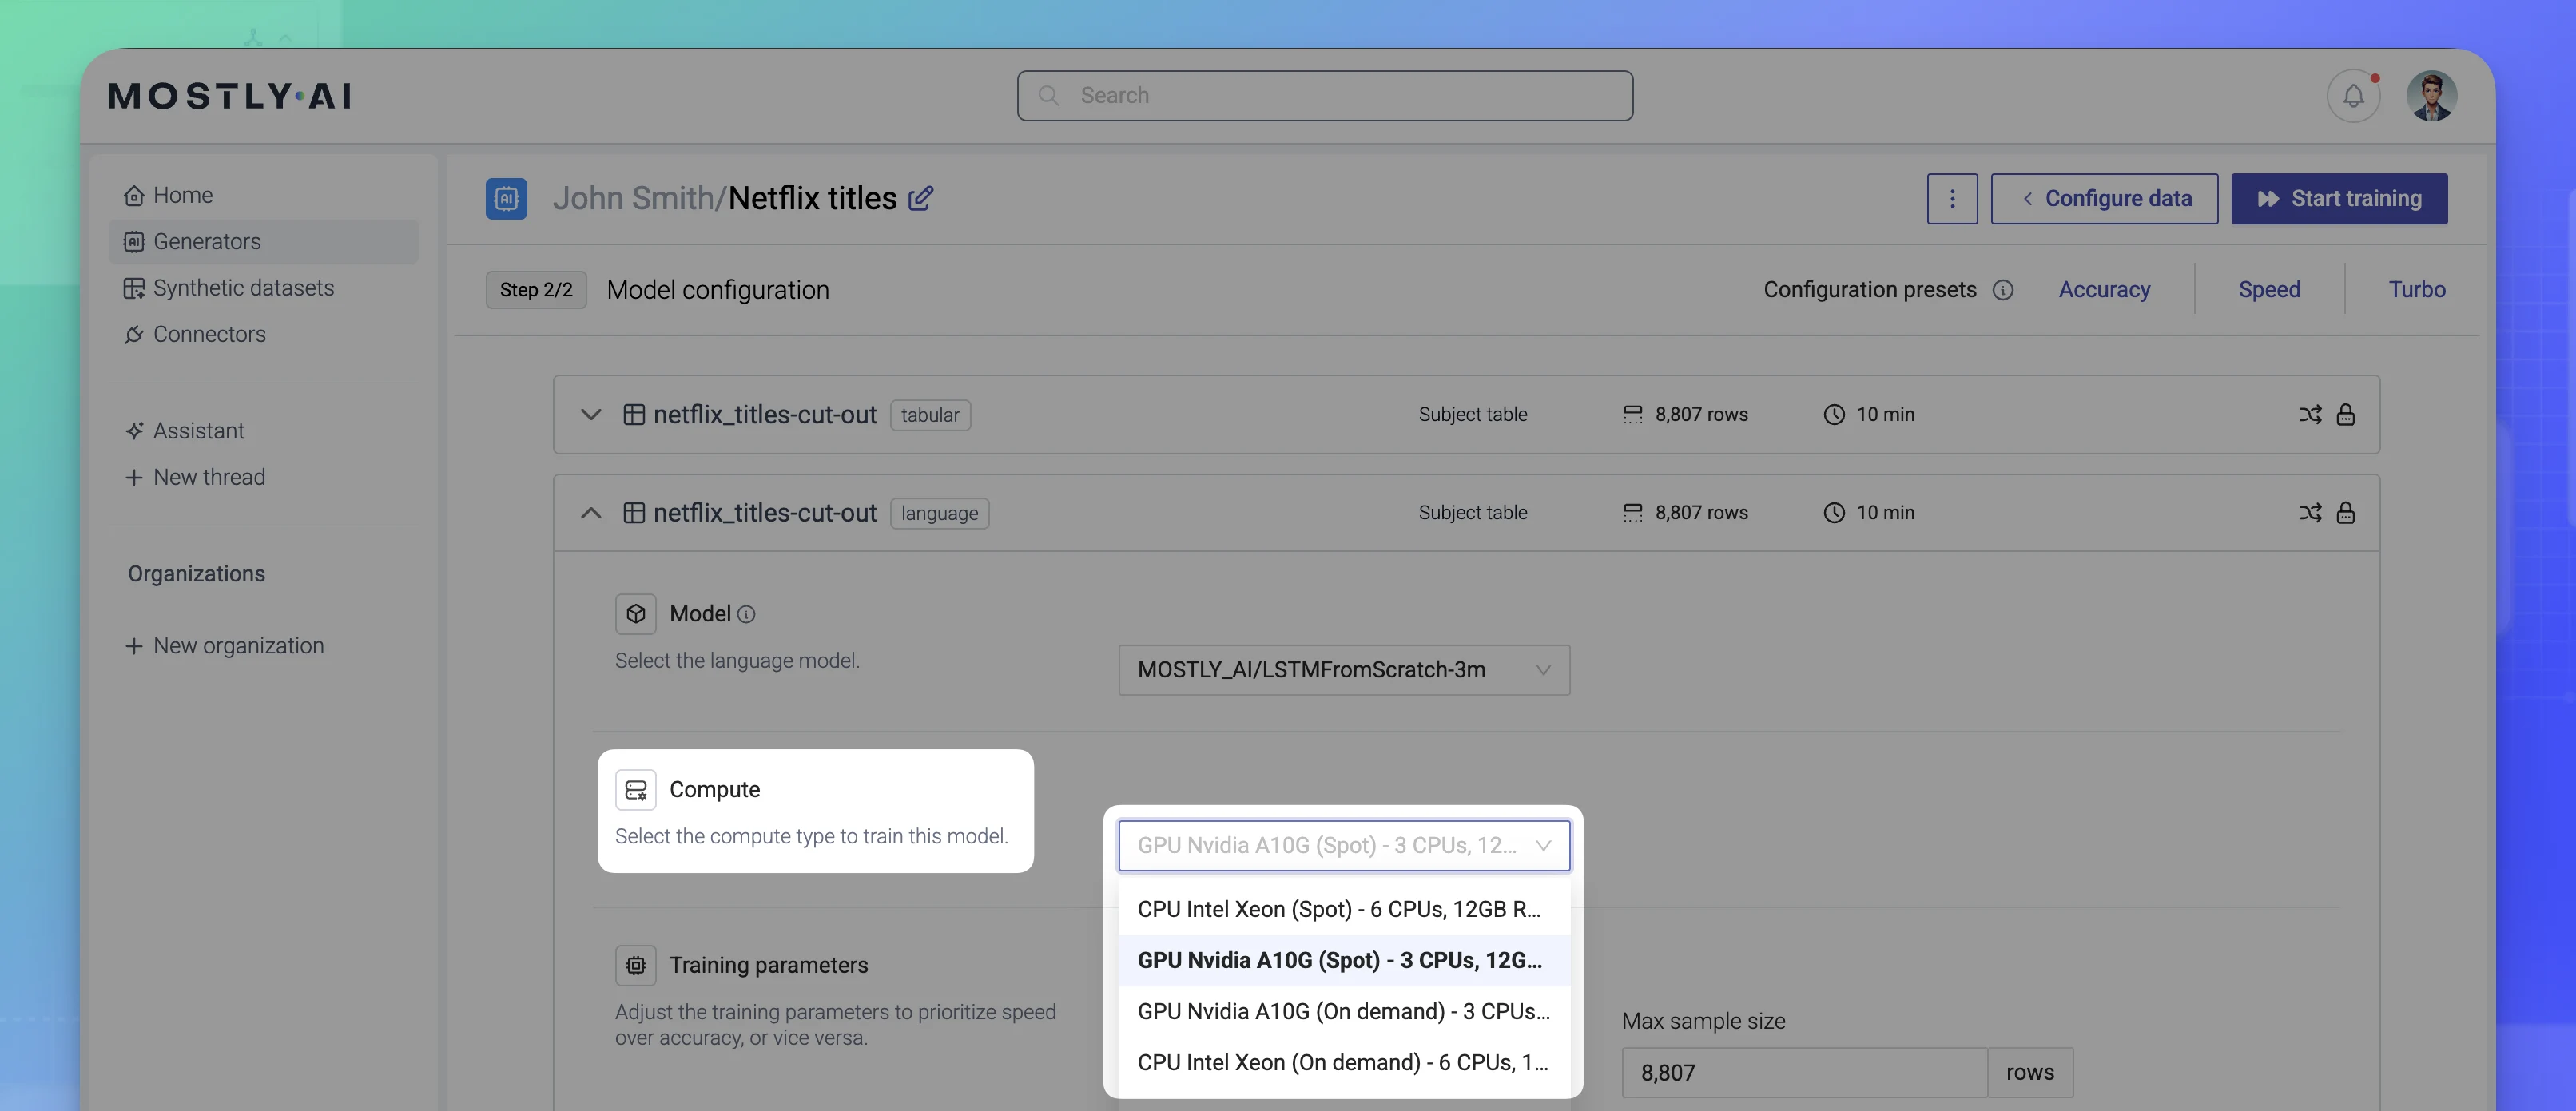 MOSTLY•AI
Search
Home
Generators
Synthetic datasets
Connectors
Assistant
New thread
Organizations
New organization
John Smith/Netflix titles
Configure data
Start training
Step 2/2
Model configuration
Configuration presets
Accuracy
Speed
Turbo
netflix_titles-cut-out
tabular
Subject table
8,807 rows
10 min
netflix_titles-cut-out
language
Subject table
8,807 rows
10 min
Model
Select the language model.
MOSTLY_AI/LSTMFromScratch-3m
Compute
Select the compute type to train this model.
GPU Nvidia A10G (Spot) - 3 CPUs, 12...
CPU Intel Xeon (Spot) - 6 CPUs, 12GB R...
GPU Nvidia A10G (Spot) - 3 CPUs, 12G...
GPU Nvidia A10G (On demand) - 3 CPUs...
CPU Intel Xeon (On demand) - 6 CPUs, 1...
Training parameters
Adjust the training parameters to prioritize speed
over accuracy, or vice versa.
Max sample size
8,807
rows